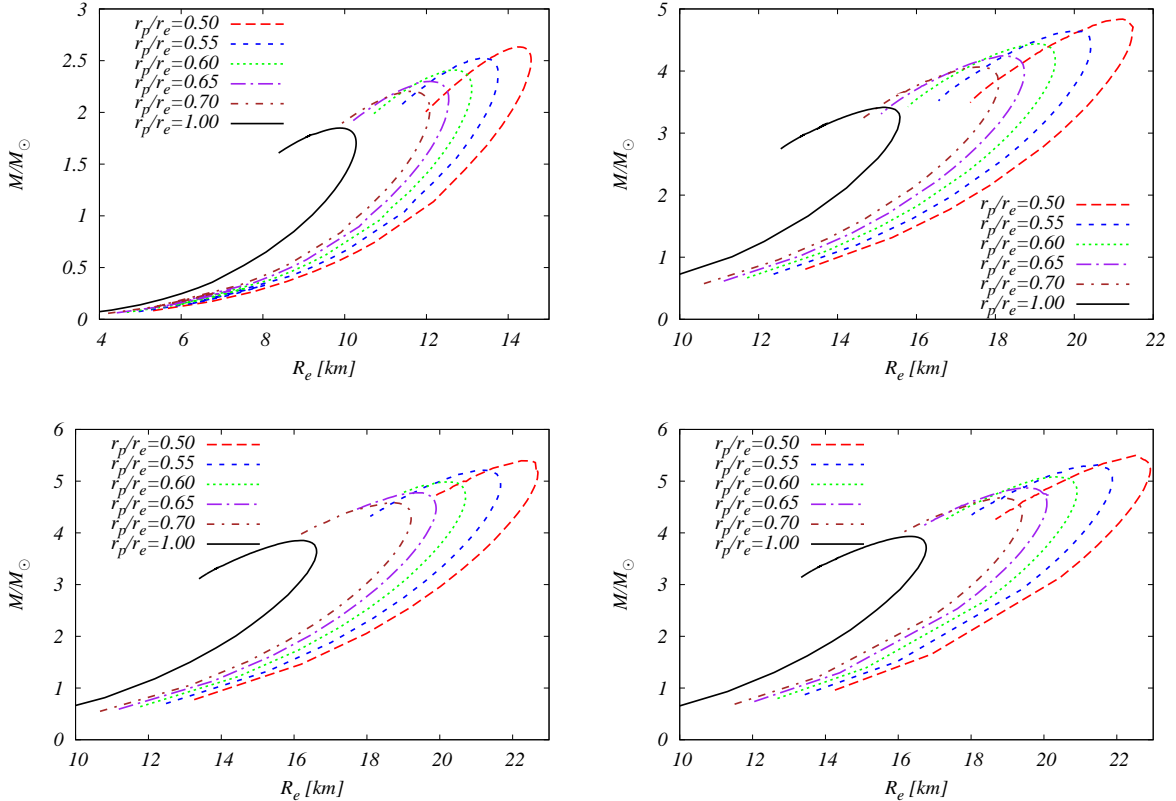 3
2.5
2
1.5
1
0.5
0
M/M⊙
r_p/r_e=0.50
r_p/r_e=0.55
r_p/r_e=0.60
r_p/r_e=0.65
r_p/r_e=0.70
r_p/r_e=1.00
4 6 8 10 12 14
R_e [km]
5
4
3
2
1
0
M/M⊙
r_p/r_e=0.50
r_p/r_e=0.55
r_p/r_e=0.60
r_p/r_e=0.65
r_p/r_e=0.70
r_p/r_e=1.00
10 12 14 16 18 20 22
R_e [km]
6
5
4
3
2
1
0
M/M⊙
r_p/r_e=0.50
r_p/r_e=0.55
r_p/r_e=0.60
r_p/r_e=0.65
r_p/r_e=0.70
r_p/r_e=1.00
10 12 14 16 18 20 22
R_e [km]
6
5
4
3
2
1
0
M/M⊙
r_p/r_e=0.50
r_p/r_e=0.55
r_p/r_e=0.60
r_p/r_e=0.65
r_p/r_e=0.70
r_p/r_e=1.00
10 12 14 16 18 20 22
R_e [km]